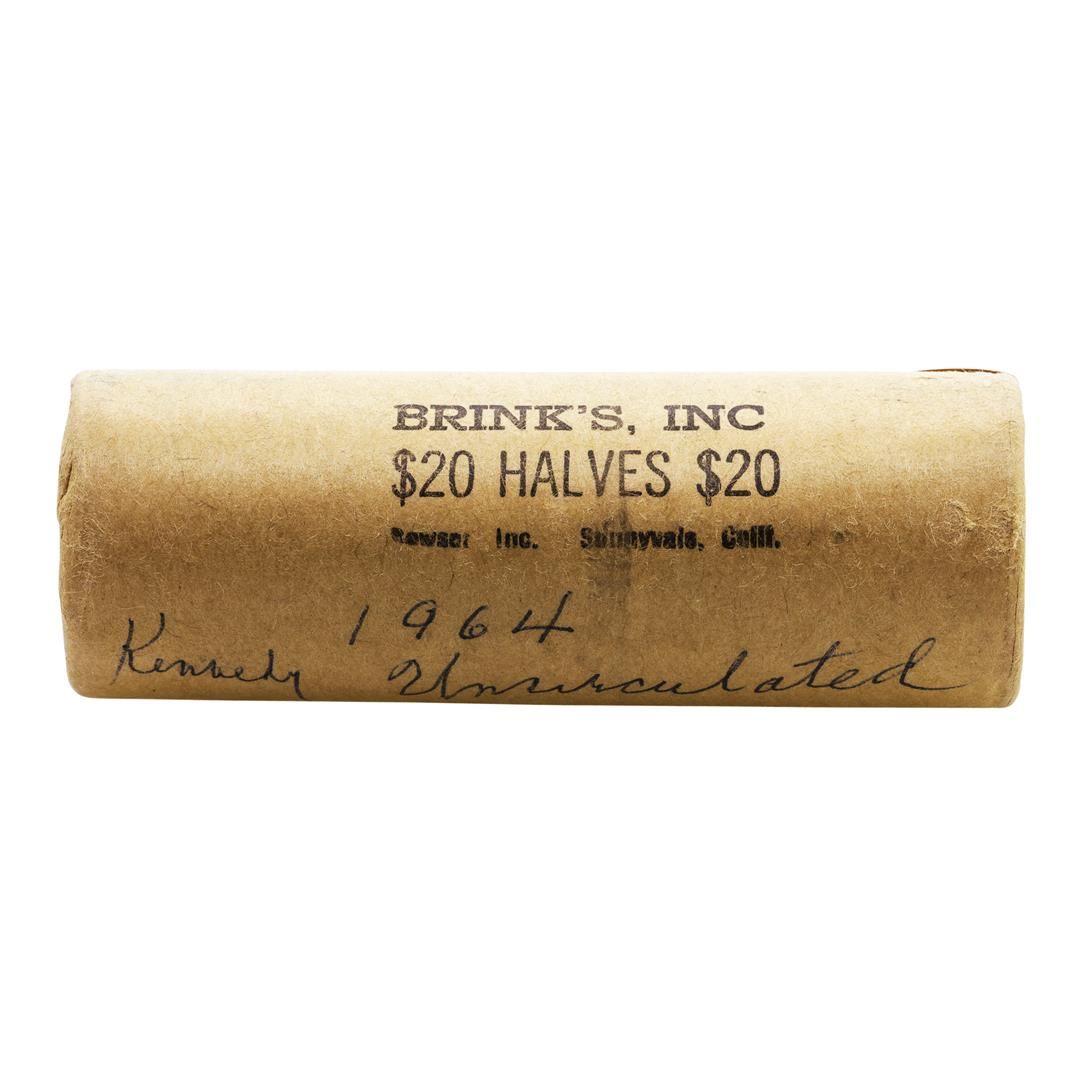 BRINK'S, INC
$20 HALVES $20
Inc. Sunnyvale, Calif.
1964
Kennedy Uncirculated